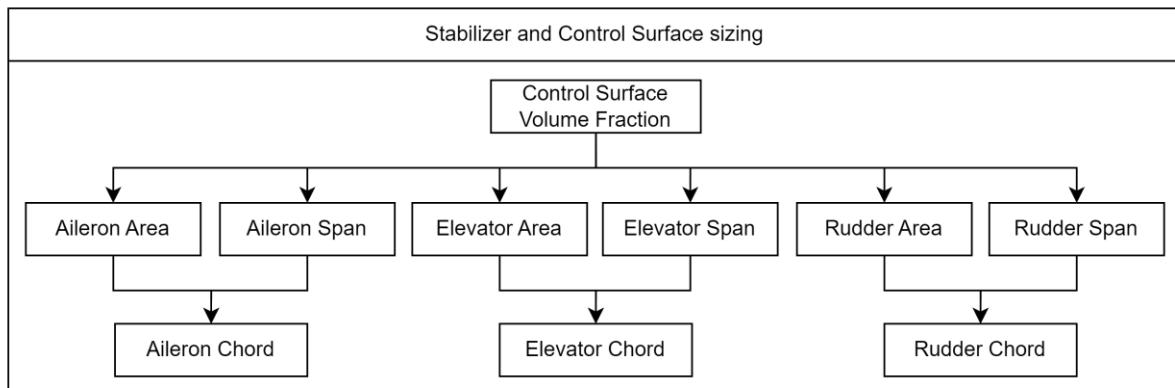 Stabilizer and Control Surface sizing
Control Surface
Volume Fraction
Aileron Area
Aileron Span
Elevator Area
Elevator Span
Rudder Area
Rudder Span
Aileron Chord
Elevator Chord
Rudder Chord